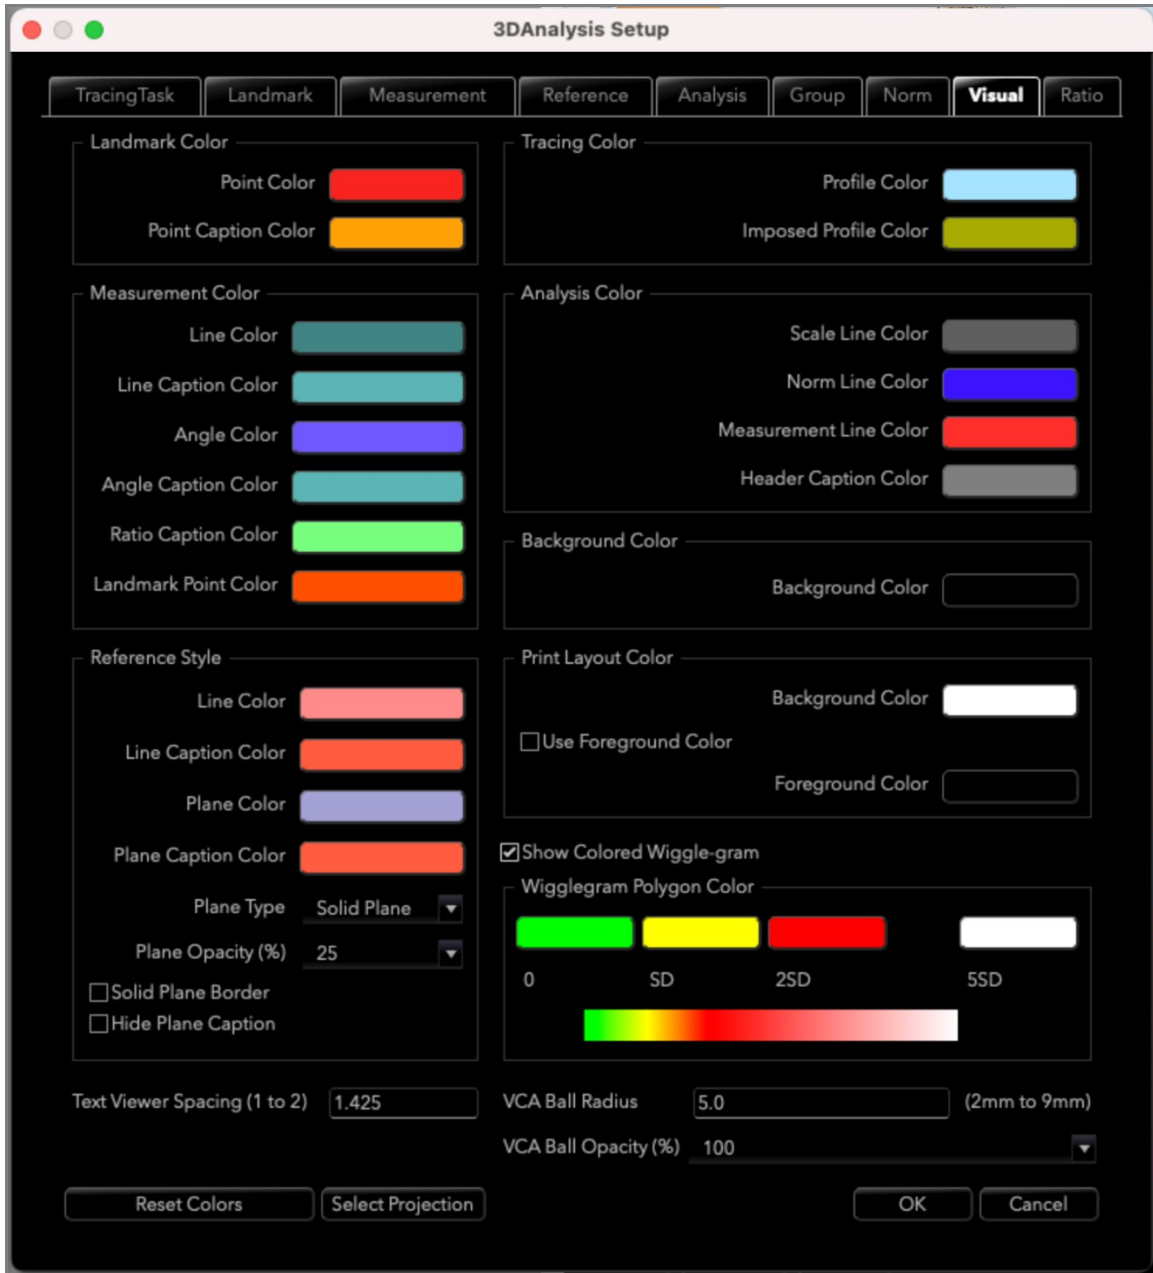 3DAnalysis Setup
TracingTask Landmark Measurement Reference Analysis Group Norm Visual Ratio
Landmark Color
Point Color
Point Caption Color
Tracing Color
Profile Color
Imposed Profile Color
Measurement Color
Line Color
Line Caption Color
Angle Color
Angle Caption Color
Ratio Caption Color
Landmark Point Color
Analysis Color
Scale Line Color
Norm Line Color
Measurement Line Color
Header Caption Color
Background Color
Background Color
Reference Style
Line Color
Line Caption Color
Plane Color
Plane Caption Color
Plane Type Solid Plane
Plane Opacity (%) 25
Solid Plane Border
Hide Plane Caption
Print Layout Color
Background Color
Use Foreground Color
Foreground Color
Show Colored Wiggle-gram
Wigglegram Polygon Color
0 SD 2SD 5SD
Text Viewer Spacing (1 to 2) 1.425
VCA Ball Radius 5.0 (2mm to 9mm)
VCA Ball Opacity (%) 100
Reset Colors Select Projection OK Cancel